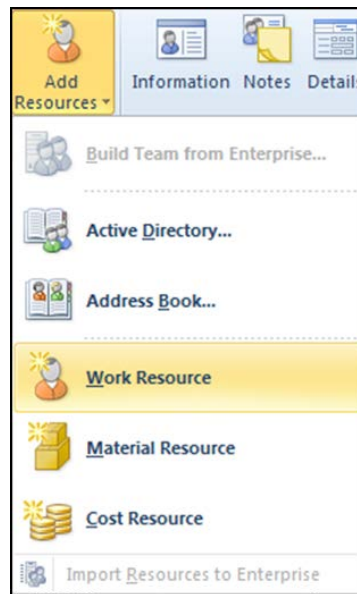 Add
Resources
Information
Notes
Details
Build Team from Enterprise...
Active Directory...
Address Book...
Work Resource
Material Resource
Cost Resource
Import Resources to Enterprise